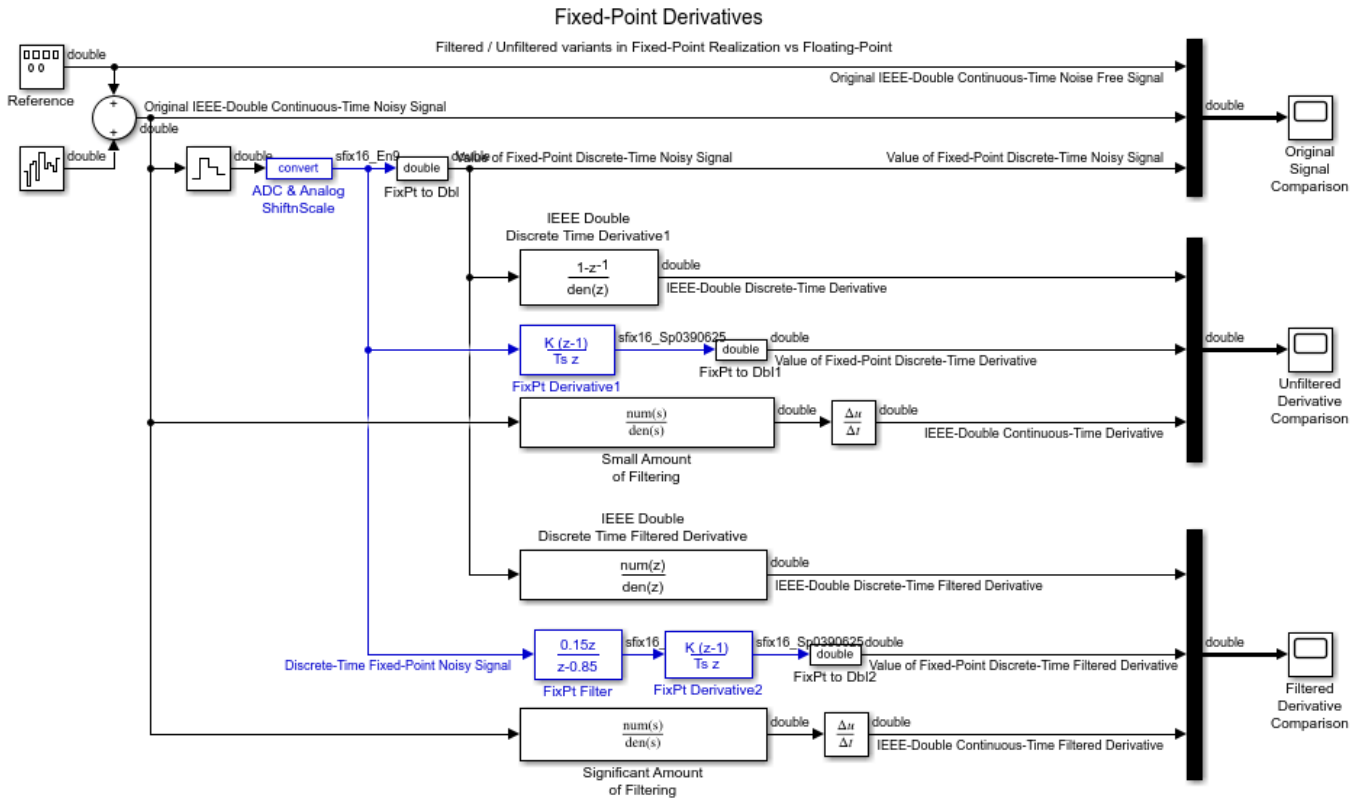 Fixed-Point Derivatives
Filtered / Unfiltered variants in Fixed-Point Realization vs Floating-Point
double
Reference
Original IEEE-Double Continuous-Time Noise Free Signal
+
+
Original IEEE-Double Continuous-Time Noisy Signal
double
double
Original
Signal
Comparison
double
double
convert
ADC & Analog
ShiftnScale
sfix16_En9
double
FixPt to Dbl
double
Value of Fixed-Point Discrete-Time Noisy Signal
Value of Fixed-Point Discrete-Time Noisy Signal
IEEE Double
Discrete Time Derivative1
1-z-1
den(z)
double
IEEE-Double Discrete-Time Derivative
K (z-1)
Ts z
FixPt Derivative1
sfix16_Sp0390625
double
FixPt to Dbl1
double
Value of Fixed-Point Discrete-Time Derivative
double
Unfiltered
Derivative
Comparison
num(s)
den(s)
Small Amount
of Filtering
double
Δu
Δt
double
IEEE-Double Continuous-Time Derivative
IEEE Double
Discrete Time Filtered Derivative
num(z)
den(z)
double
IEEE-Double Discrete-Time Filtered Derivative
Discrete-Time Fixed-Point Noisy Signal
0.15z
z-0.85
FixPt Filter
sfix16_
K (z-1)
Ts z
FixPt Derivative2
sfix16_Sp0390625
double
FixPt to Dbl2
double
Value of Fixed-Point Discrete-Time Filtered Derivative
double
Filtered
Derivative
Comparison
num(s)
den(s)
Significant Amount
of Filtering
double
Δu
Δt
double
IEEE-Double Continuous-Time Filtered Derivative